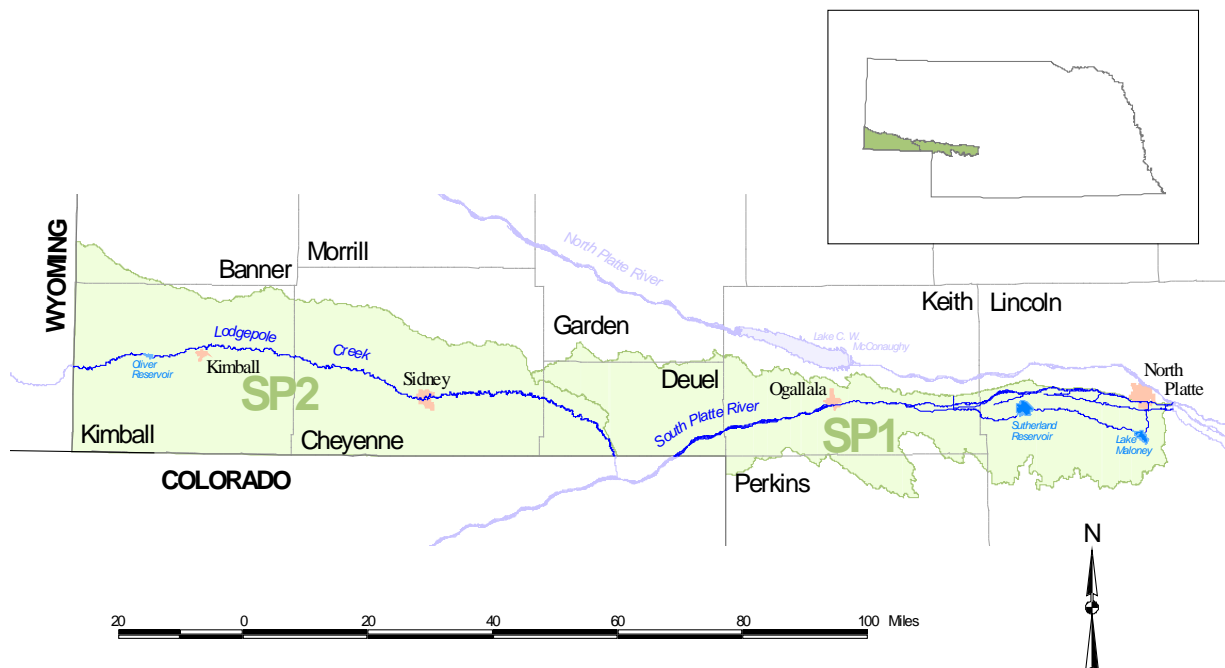 WYOMING
Morrill
Banner
North Platte River
Keith
Lincoln
Garden
Lake C. W.
McConaughy
Lodgepole
Creek
Oliver
Reservoir
Kimball
SP2
Sidney
Deuel
Ogallala
North
Platte
South Platte River
SP1
Sutherland
Reservoir
Lake
Maloney
Kimball
Cheyenne
COLORADO
Perkins
N
20 0 20 40 60 80 100 Miles